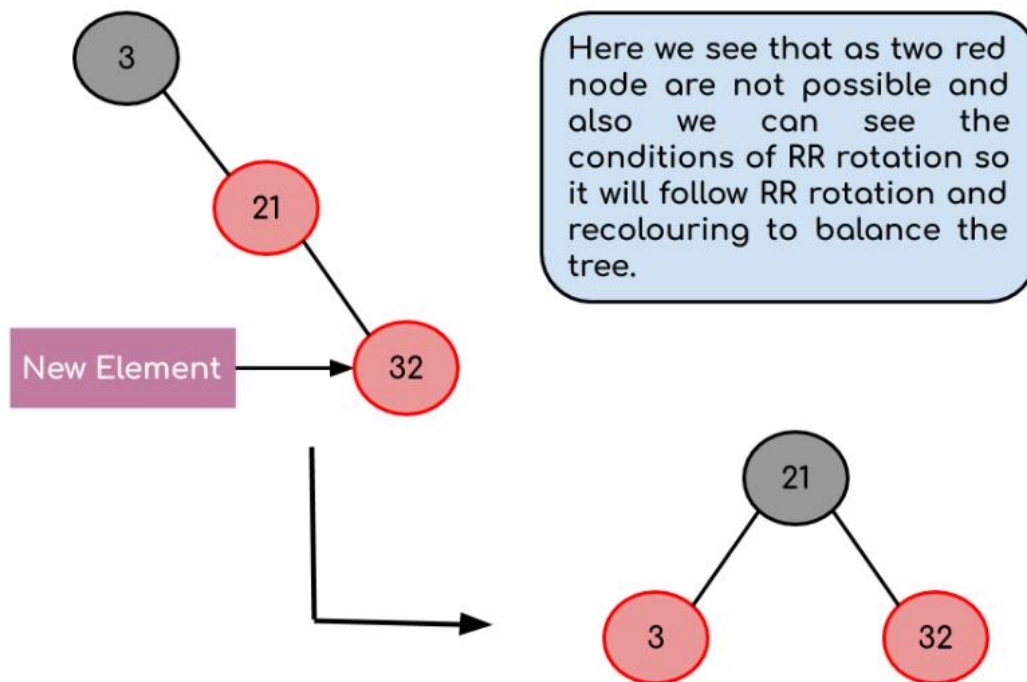 3
Here we see that as two red
node are not possible and
also we can see the
conditions of RR rotation so
it will follow RR rotation and
recolouring to balance the
tree.
21
New Element
32
21
3
32